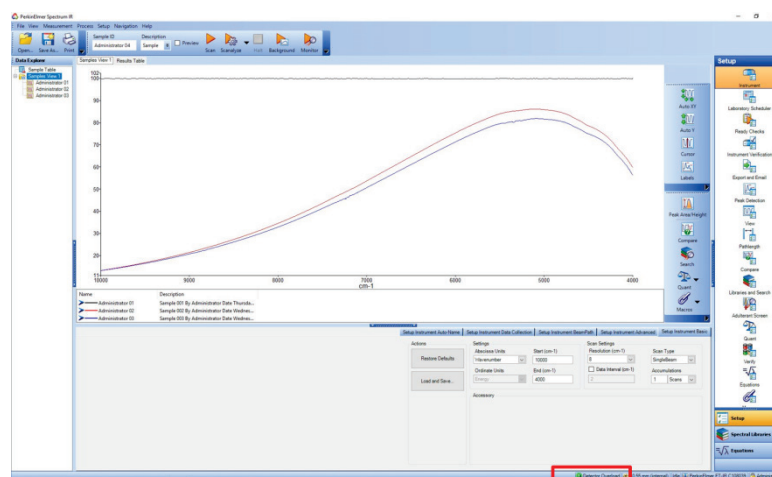 PerkinElmer Spectrum IR
File View Measurement Process Setup Navigation Help
Sample ID
Description
Administrator 04
Sample
Preview
Open... Save As... Print
Scan Scanalyze Halt Background Monitor
Data Explorer
Samples View 1 Results Table
Setup
Sample Table
Samples View 1
Administrator 01
Administrator 02
Administrator 03
Instrument
Laboratory Scheduler
Ready Checks
Instrument Verification
Export and Email
Peak Detection
View
Pathlength
Compare
Libraries and Search
Adulterant Screen
Quant
Verify
Equations
Setup
Spectral Libraries
Equations
Auto XY
Auto Y
Cursor
Labels
Peak Area/Height
Compare
Search
Quant
Macros
102
100
90
80
70
60
50
40
30
20
11
10000 9000 8000 7000 6000 5000 4000
cm-1
Name Description
Administrator 01 Sample 001 By Administrator Date Thursda...
Administrator 02 Sample 002 By Administrator Date Wednes...
Administrator 03 Sample 003 By Administrator Date Wednes...
Setup Instrument Auto Name Setup Instrument Data Collection Setup Instrument BeamPath Setup Instrument Advanced Setup Instrument Basic
Actions
Restore Defaults
Load and Save...
Settings
Abscissa Units Start (cm-1)
Wavenumber 10000
Ordinate Units End (cm-1)
Energy 4000
Scan Settings
Resolution (cm-1) Scan Type
8 SingleBeam
Data Interval (cm-1) Accumulations
2 1 Scans
Accessory
Detector Overload